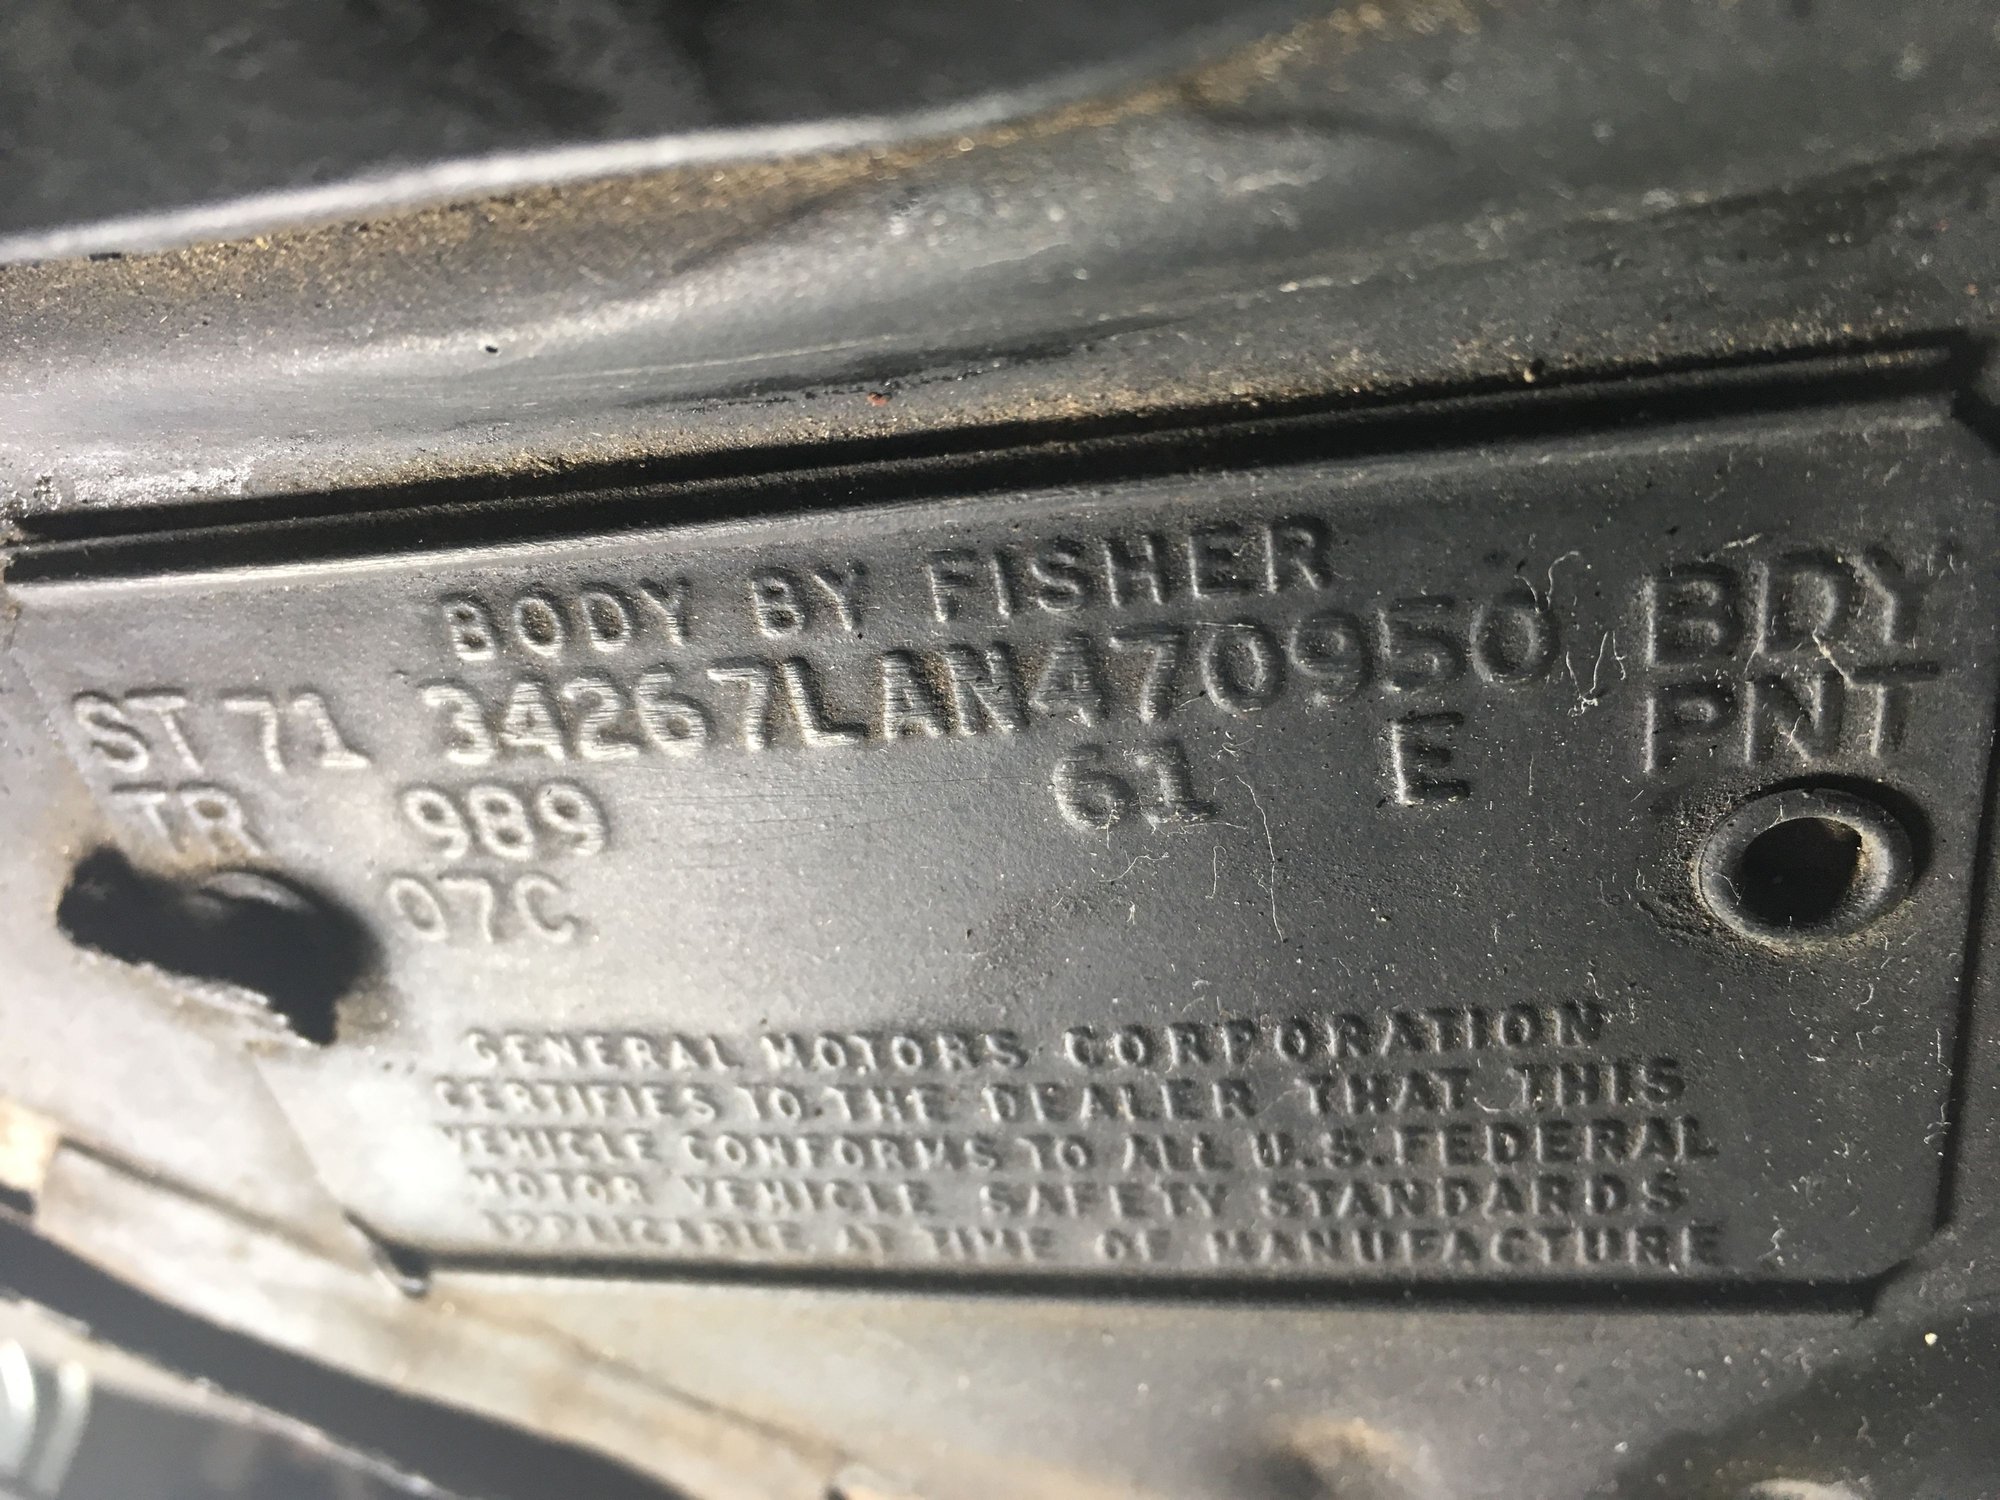 BODY BY FISHER
ST 71 34267LAN470950 BDY
TR 989 61 E PNT
07C
GENERAL MOTORS CORPORATION
CERTIFIES TO THE DEALER THAT THIS
VEHICLE CONFORMS TO ALL U.S. FEDERAL
MOTOR VEHICLE SAFETY STANDARDS
APPLICABLE AT TIME OF MANUFACTURE